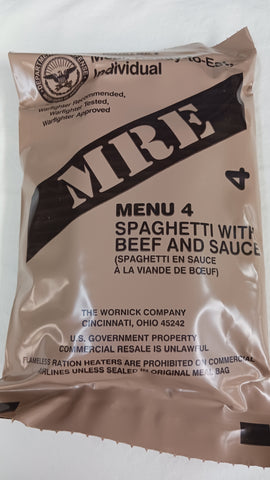 Individual
Warfighter Recommended,
Warfighter Tested,
Warfighter Approved
MRE
4
MENU 4
SPAGHETTI WITH
BEEF AND SAUCE
(SPAGHETTI EN SAUCE
À LA VIANDE DE BŒUF)
THE WORNICK COMPANY
CINCINNATI, OHIO 45242
U.S. GOVERNMENT PROPERTY
COMMERCIAL RESALE IS UNLAWFUL
FLAMELESS RATION HEATERS ARE PROHIBITED ON COMMERCIAL
AIRLINES UNLESS SEALED IN ORIGINAL MEAL BAG